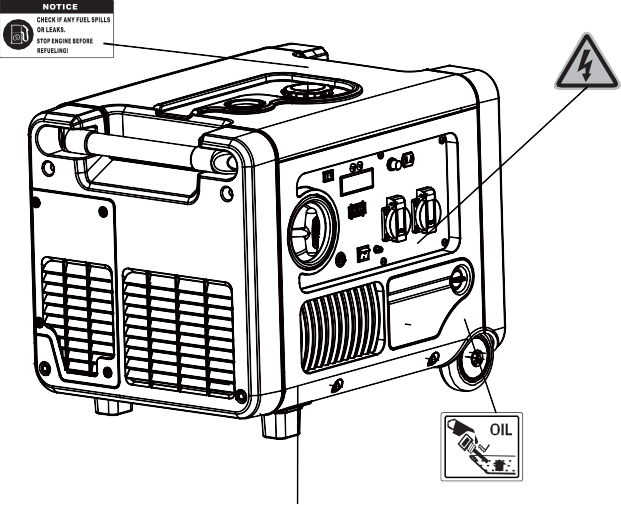 NOTICE
CHECK IF ANY FUEL SPILLS
OR LEAKS.
STOP ENGINE BEFORE
REFUELING!
OIL